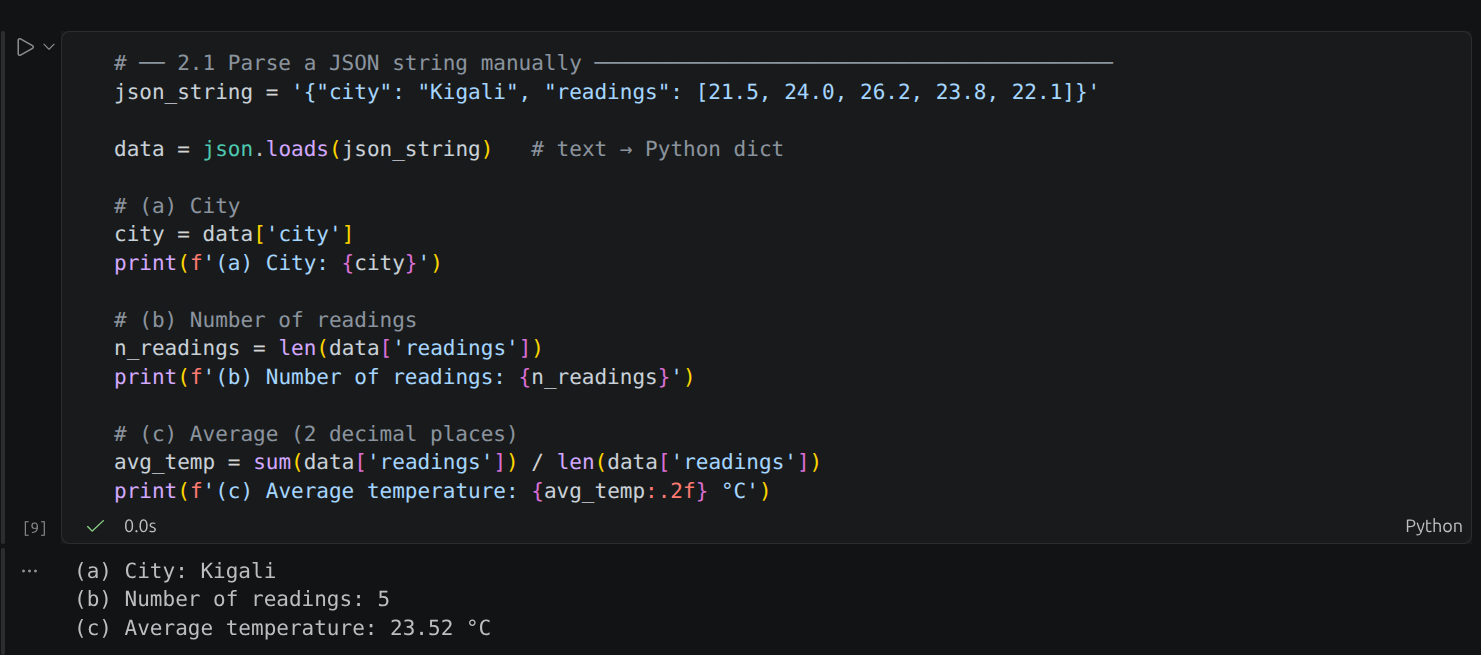 # ── 2.1 Parse a JSON string manually ─────────────────────────────────────────
json_string = '{"city": "Kigali", "readings": [21.5, 24.0, 26.2, 23.8, 22.1]}'
data = json.loads(json_string)   # text → Python dict
# (a) City
city = data['city']
print(f'(a) City: {city}')
# (b) Number of readings
n_readings = len(data['readings'])
print(f'(b) Number of readings: {n_readings}')
# (c) Average (2 decimal places)
avg_temp = sum(data['readings']) / len(data['readings'])
print(f'(c) Average temperature: {avg_temp:.2f} °C')
[9] 0.0s Python
(a) City: Kigali
(b) Number of readings: 5
(c) Average temperature: 23.52 °C